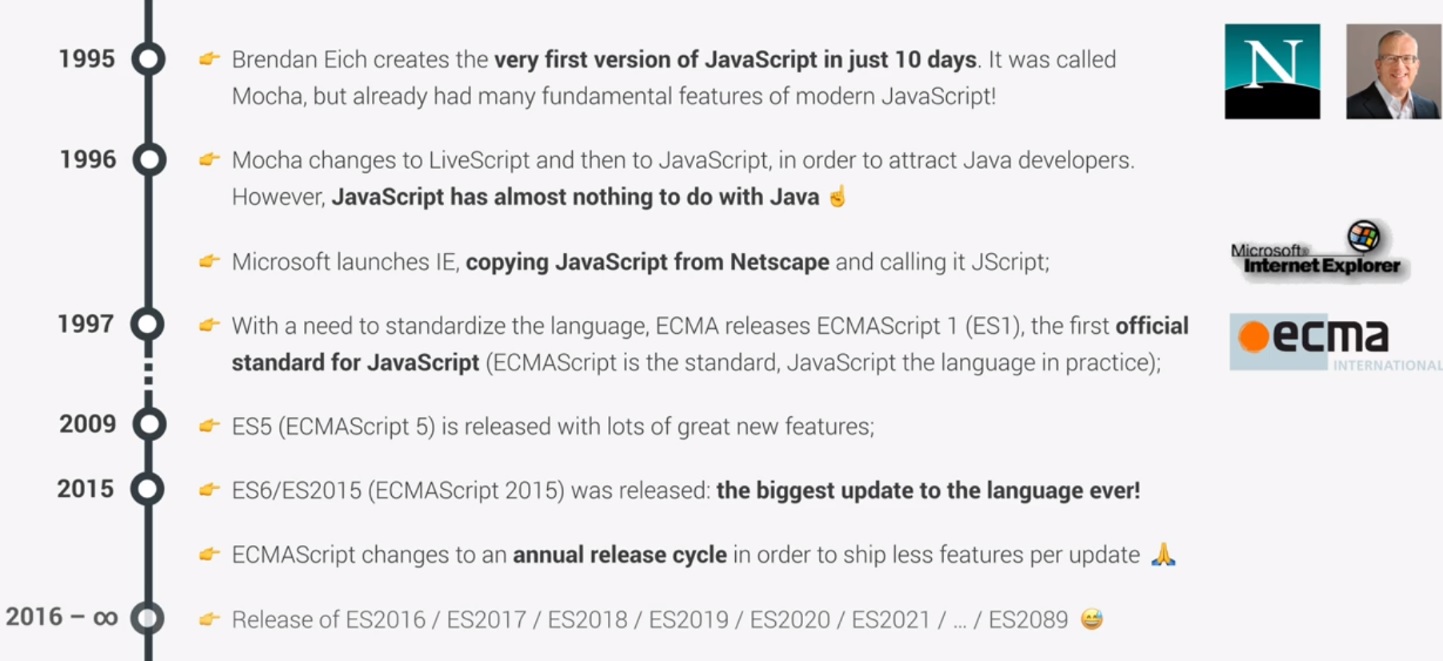 1995
👉 Brendan Eich creates the very first version of JavaScript in just 10 days. It was called
Mocha, but already had many fundamental features of modern JavaScript!
N
1996
👉 Mocha changes to LiveScript and then to JavaScript, in order to attract Java developers.
However, JavaScript has almost nothing to do with Java ☝️
👉 Microsoft launches IE, copying JavaScript from Netscape and calling it JScript;
Microsoft®
Internet Explorer
1997
👉 With a need to standardize the language, ECMA releases ECMAScript 1 (ES1), the first official
standard for JavaScript (ECMAScript is the standard, JavaScript the language in practice);
ecma
INTERNATIONAL
2009
👉 ES5 (ECMAScript 5) is released with lots of great new features;
2015
👉 ES6/ES2015 (ECMAScript 2015) was released: the biggest update to the language ever!
👉 ECMAScript changes to an annual release cycle in order to ship less features per update 🙏
2016 – ∞
👉 Release of ES2016 / ES2017 / ES2018 / ES2019 / ES2020 / ES2021 / … / ES2089 😅